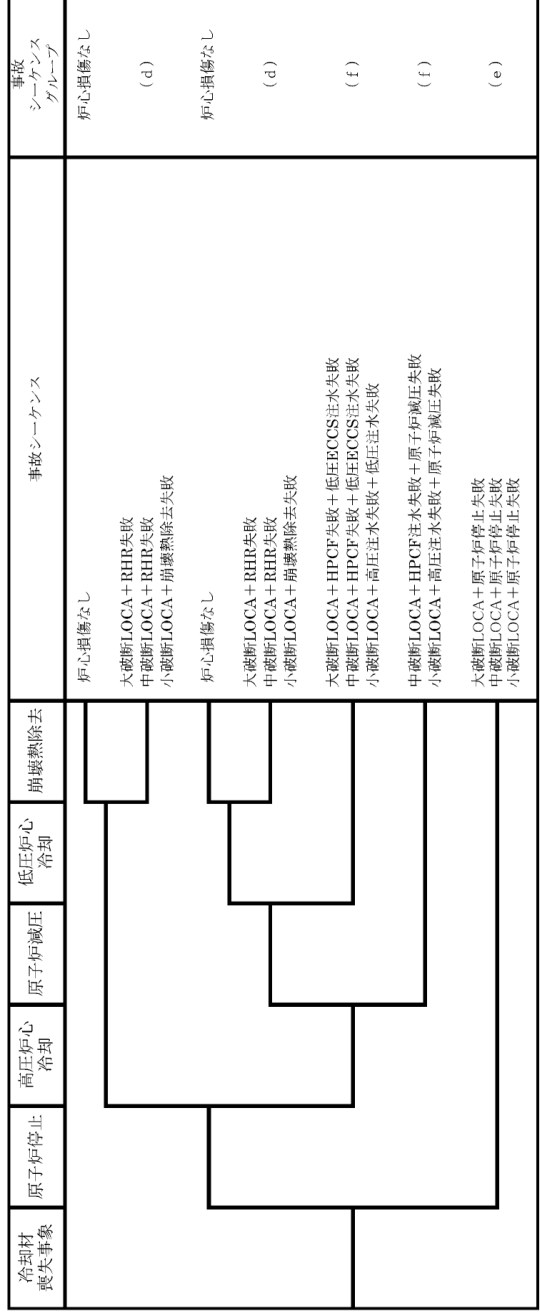 冷却材
喪失事象
原子炉停止
高圧炉心
冷却
原子炉減圧
低圧炉心
冷却
崩壊熱除去
事故シーケンス
事故
シーケンス
グループ
炉心損傷なし
炉心損傷なし
大破断LOCA＋RHR失敗
中破断LOCA＋RHR失敗
小破断LOCA＋崩壊熱除去失敗
(d)
炉心損傷なし
炉心損傷なし
大破断LOCA＋RHR失敗
中破断LOCA＋RHR失敗
小破断LOCA＋崩壊熱除去失敗
(d)
大破断LOCA＋HPCF失敗＋低圧ECCS注水失敗
中破断LOCA＋HPCF失敗＋低圧ECCS注水失敗
小破断LOCA＋高圧注水失敗＋低圧注水失敗
(f)
中破断LOCA＋HPCF注水失敗＋原子炉減圧失敗
小破断LOCA＋高圧注水失敗＋原子炉減圧失敗
(f)
大破断LOCA＋原子炉停止失敗
中破断LOCA＋原子炉停止失敗
小破断LOCA＋原子炉停止失敗
(e)